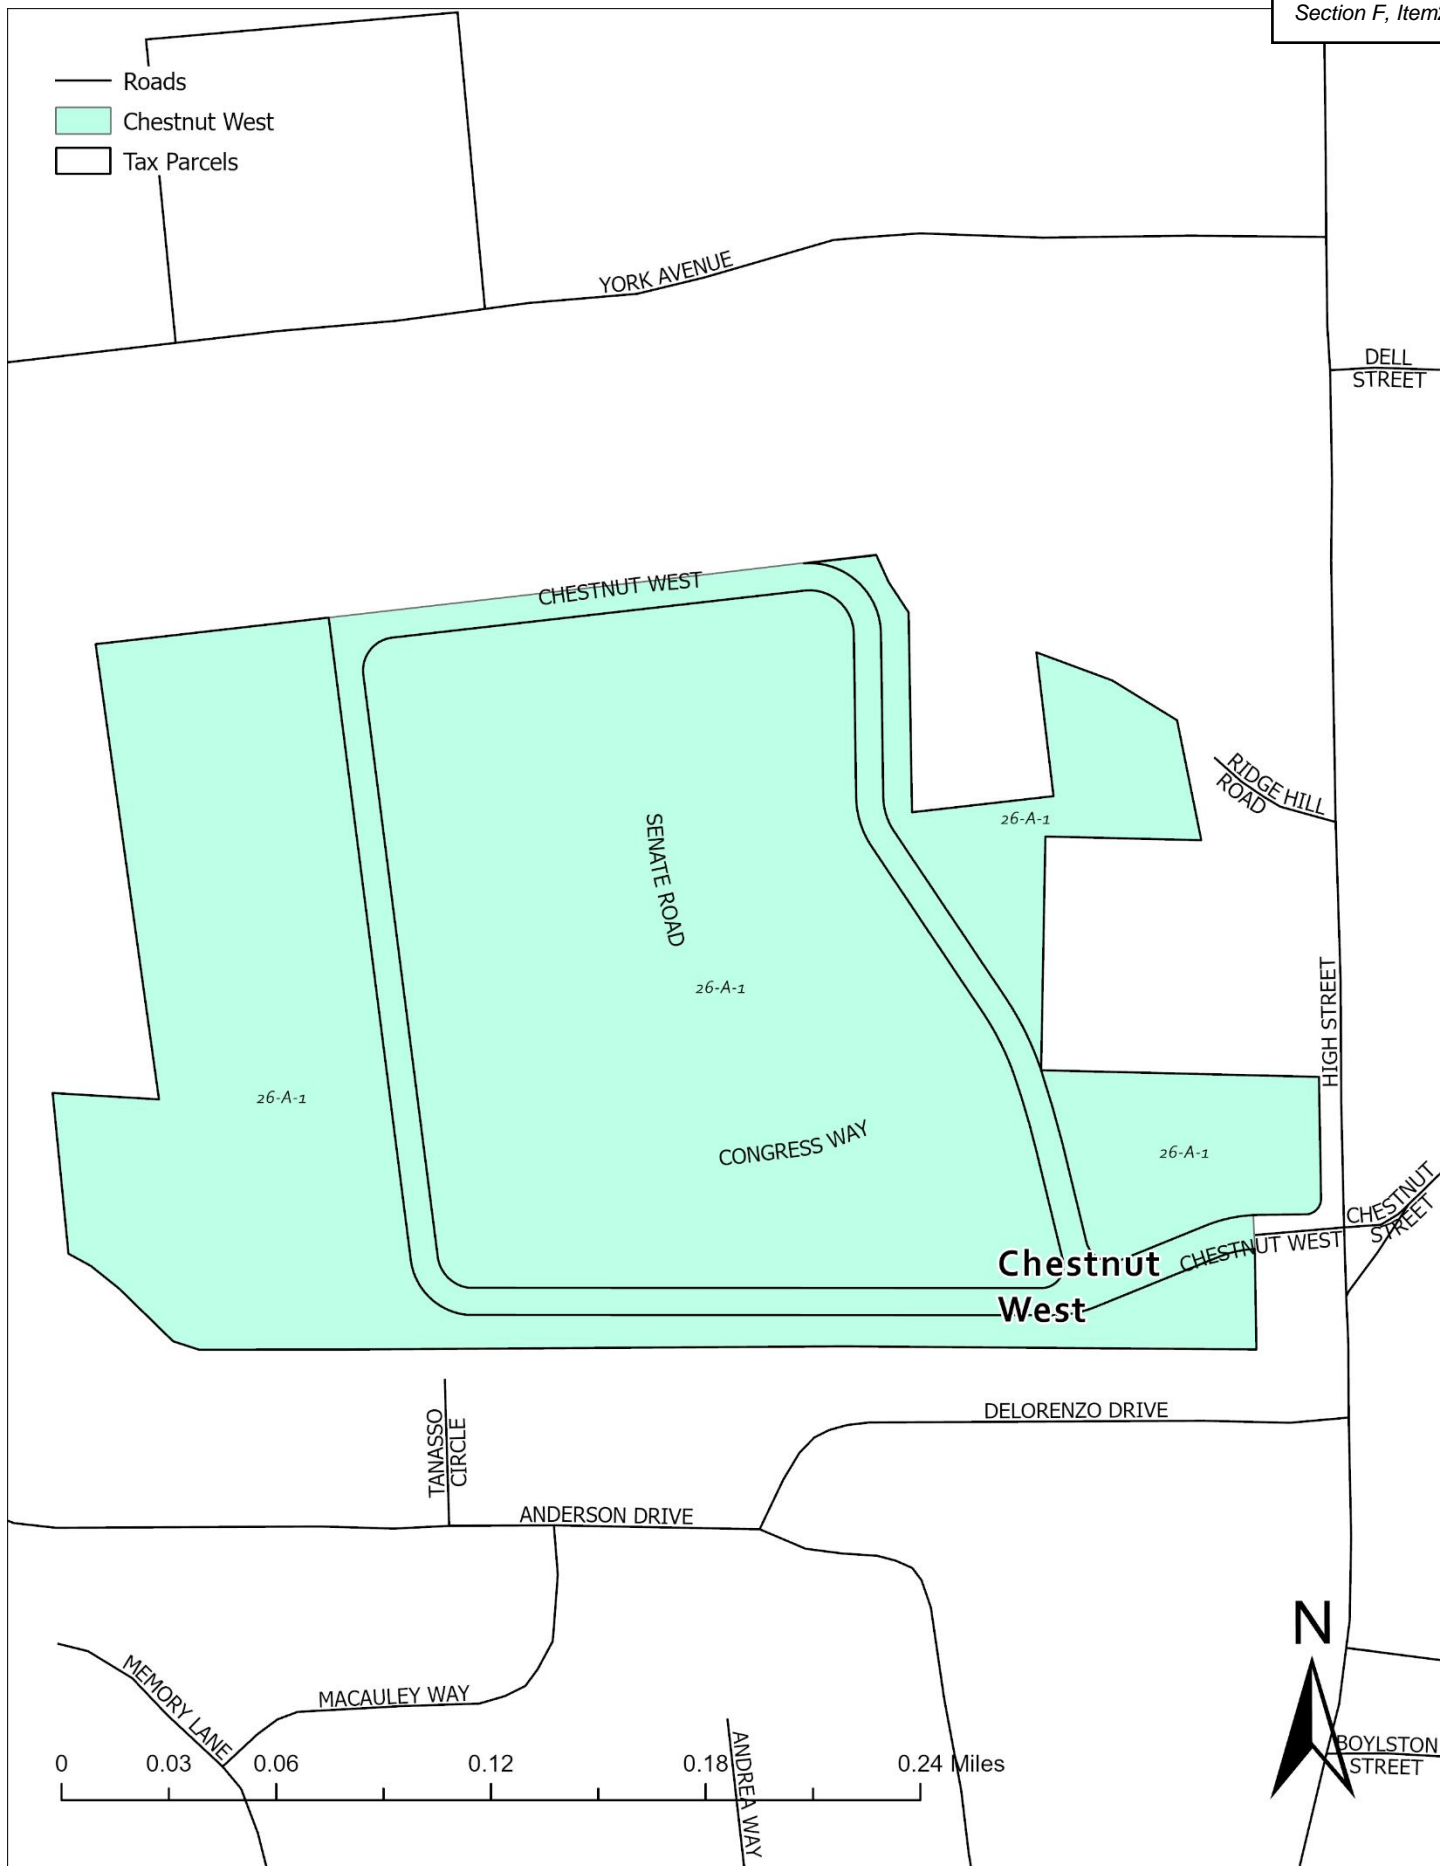 Section F, Item
Roads
Chestnut West
Tax Parcels
YORK AVENUE
DELL
STREET
CHESTNUT WEST
RIDGE HILL
ROAD
26-A-1
SENATE ROAD
26-A-1
HIGH STREET
26-A-1
CONGRESS WAY
26-A-1
CHESTNUT
STREET
CHESTNUT WEST
Chestnut
West
DELORENZO DRIVE
TANASSO
CIRCLE
ANDERSON DRIVE
N
MEMORY LANE
MACAULEY WAY
ANDREA WAY
BOYLSTON
STREET
0 0.03 0.06 0.12 0.18 0.24 Miles